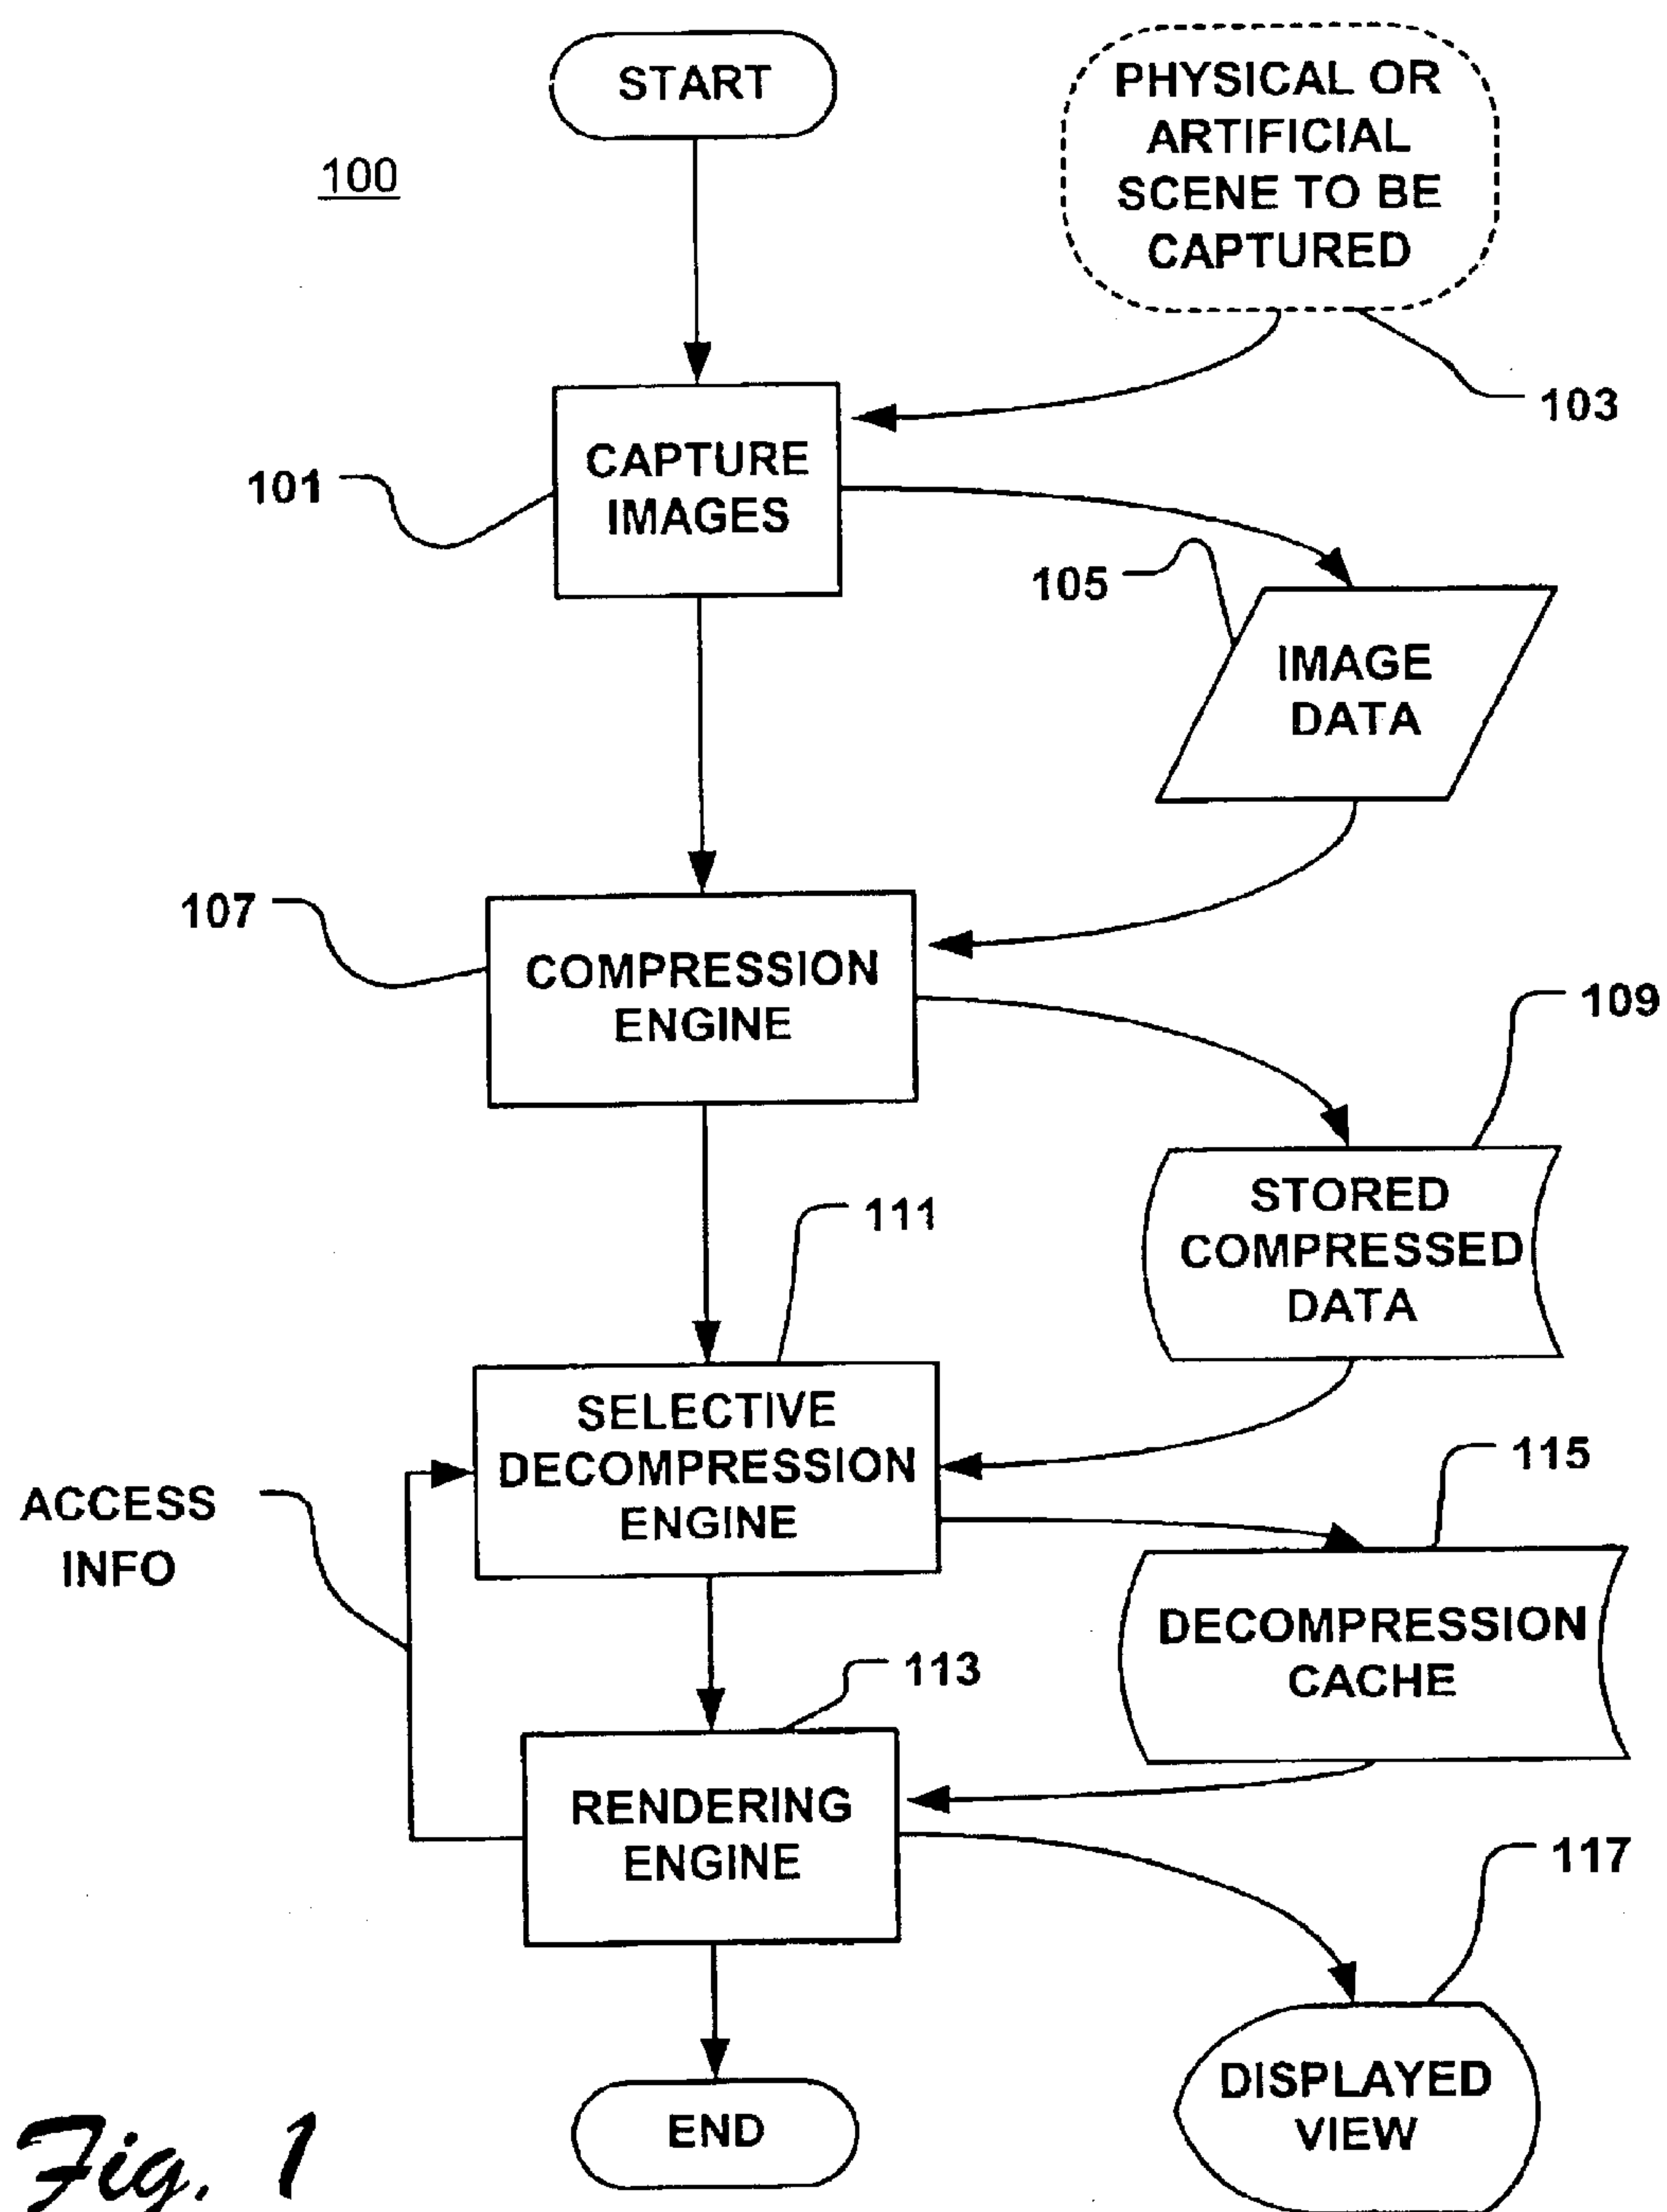 START
PHYSICAL OR
ARTIFICIAL
SCENE TO BE
CAPTURED
100
103
CAPTURE
IMAGES
101
105
IMAGE
DATA
107
COMPRESSION
ENGINE
109
STORED
COMPRESSED
DATA
111
SELECTIVE
DECOMPRESSION
ENGINE
115
ACCESS
INFO
DECOMPRESSION
CACHE
113
RENDERING
ENGINE
117
DISPLAYED
VIEW
END
Fig. 1